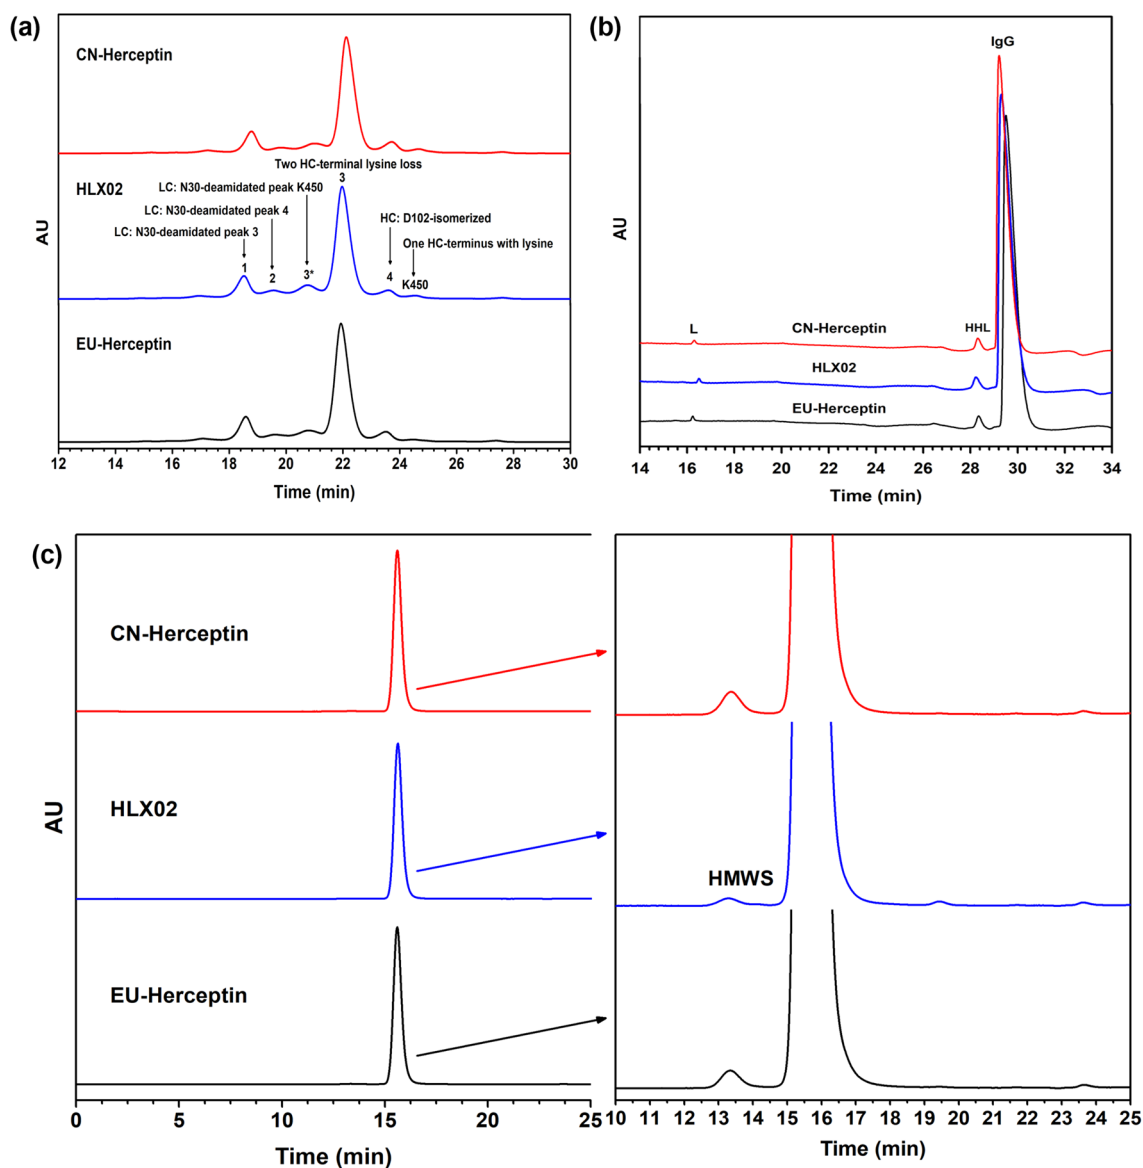 (a)
CN-Herceptin
HLX02
Two HC-terminal lysine loss
3
LC: N30-deamidated peak K450
LC: N30-deamidated peak 4
HC: D102-isomerized
LC: N30-deamidated peak 3
One HC-terminus with lysine
1
2
3*
4
K450
EU-Herceptin
AU
12 14 16 18 20 22 24 26 28 30
Time (min)
(b)
IgG
L
CN-Herceptin
HHL
HLX02
EU-Herceptin
AU
14 16 18 20 22 24 26 28 30 32 34
Time (min)
(c)
CN-Herceptin
HLX02
EU-Herceptin
AU
0 5 10 15 20 25
Time (min)
HMWS
10 11 12 13 14 15 16 17 18 19 20 21 22 23 24 25
Time (min)